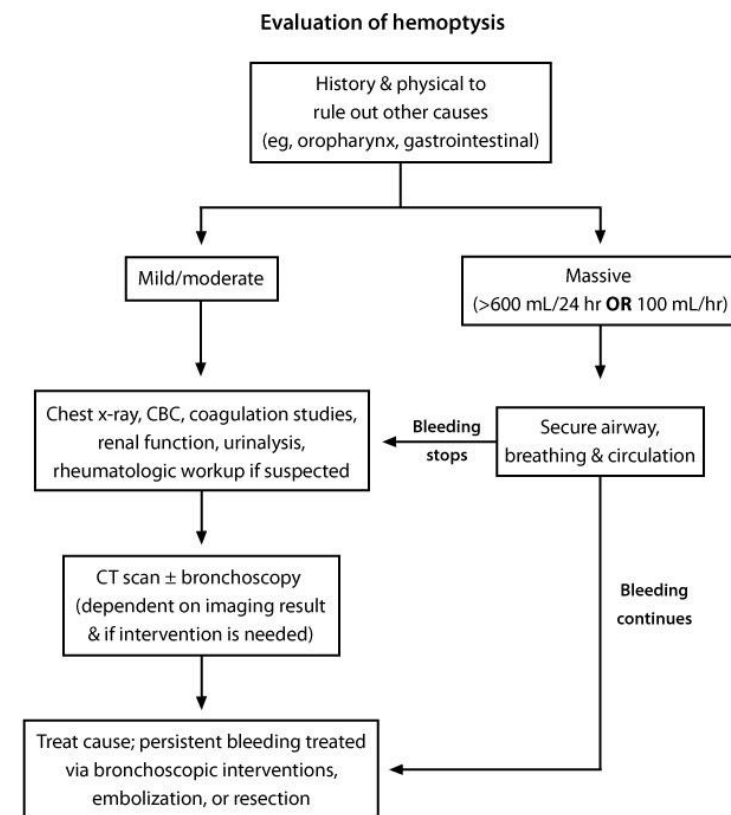 Evaluation of hemoptysis
History & physical to
rule out other causes
(eg, oropharynx, gastrointestinal)
Mild/moderate
Massive
(>600 mL/24 hr OR 100 mL/hr)
Chest x-ray, CBC, coagulation studies,
renal function, urinalysis,
rheumatologic workup if suspected
Bleeding
stops
Secure airway,
breathing & circulation
CT scan ± bronchoscopy
(dependent on imaging result
& if intervention is needed)
Bleeding
continues
Treat cause; persistent bleeding treated
via bronchoscopic interventions,
embolization, or resection